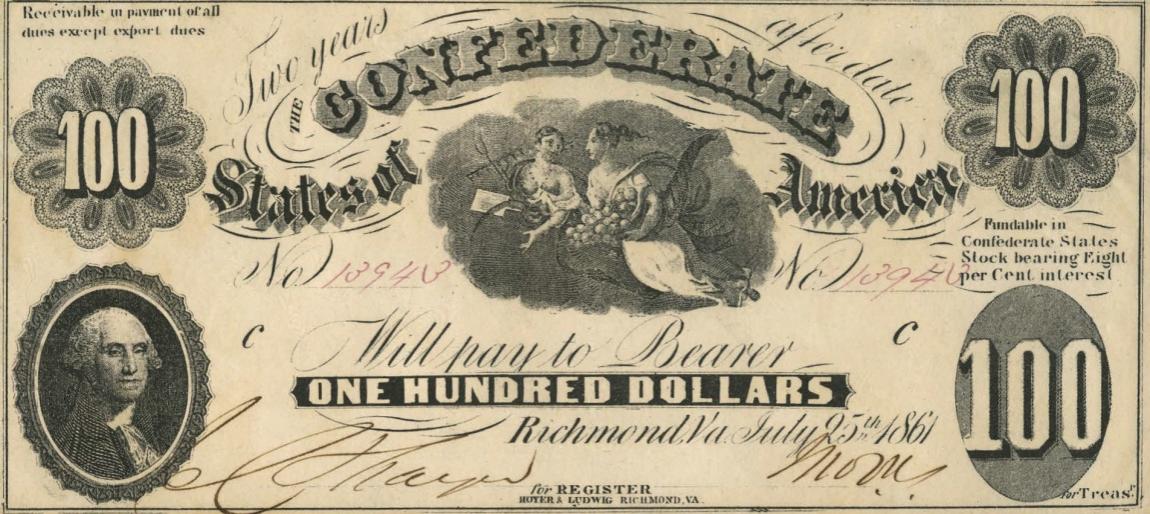 Receivable in payment of all
dues except export dues
Two years after date
THE CONFEDERATE
States of America
100
100
Fundable in
Confederate States
Stock bearing Eight
per Cent interest
No 13943 No 13943
C C
Will pay to Bearer
ONE HUNDRED DOLLARS
Richmond, Va. July 25th 1861
100
for REGISTER
HOYER & LUDWIG RICHMOND, VA.
for Treasr.